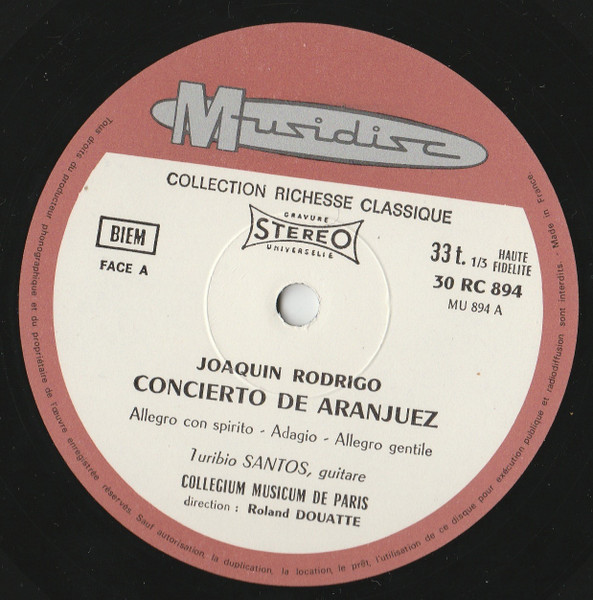 Musidisc
COLLECTION RICHESSE CLASSIQUE
GRAVURE
STEREO
UNIVERSELLE
BIEM
FACE A
33 t. 1/3 HAUTE FIDELITE
30 RC 894
MU 894 A
JOAQUIN RODRIGO
CONCIERTO DE ARANJUEZ
Allegro con spirito - Adagio - Allegro gentile
Turibio SANTOS, guitare
COLLEGIUM MUSICUM DE PARIS
direction : Roland DOUATTE
Tous droits du producteur phonographique et du propriétaire de l'œuvre enregistrée réservés. Sauf autorisation, la duplication, la location, le prêt, l'utilisation de ce disque pour exécution publique et radiodiffusion sont interdits. - Made in France